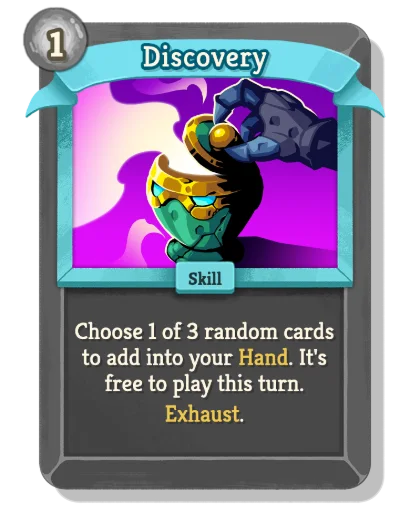 1
Discovery
Skill
Choose 1 of 3 random cards
to add into your Hand. It's
free to play this turn.
Exhaust.